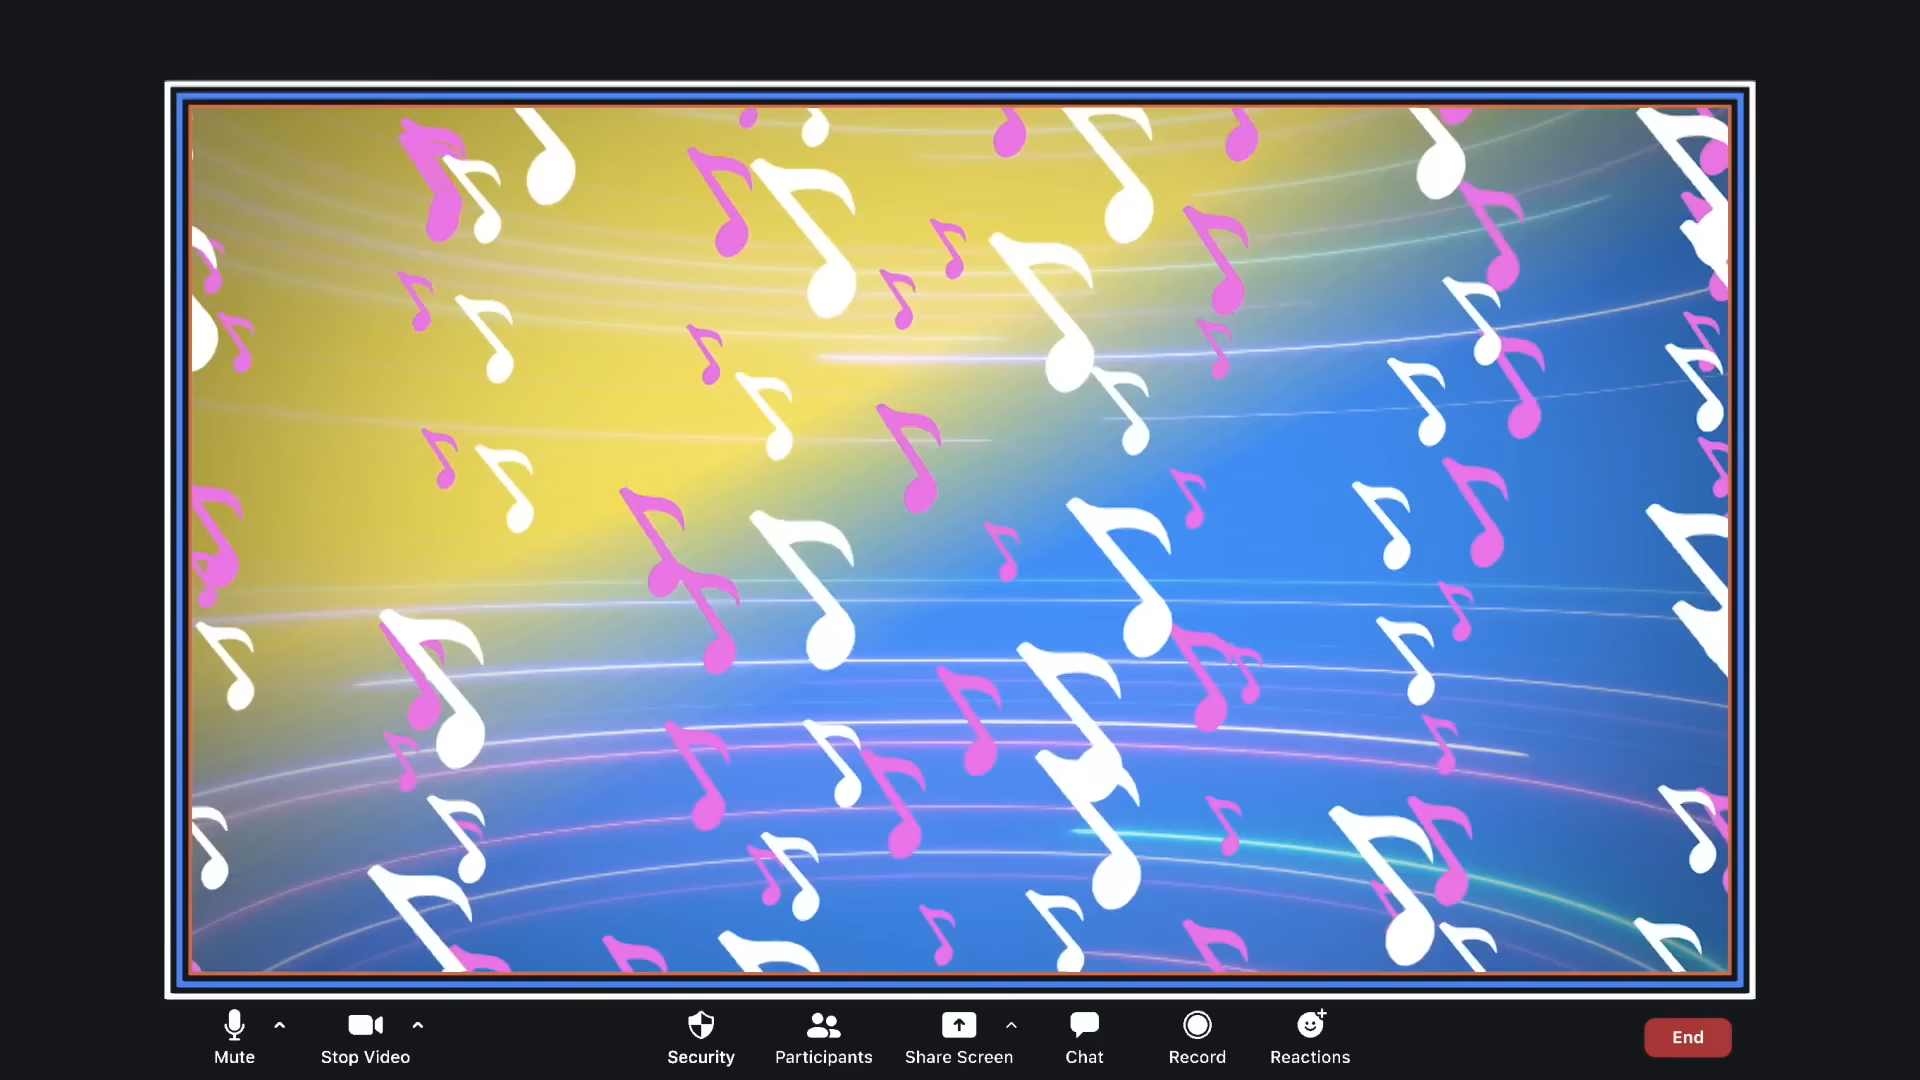 Mute
Stop Video
Security
Participants
Share Screen
Chat
Record
Reactions
End